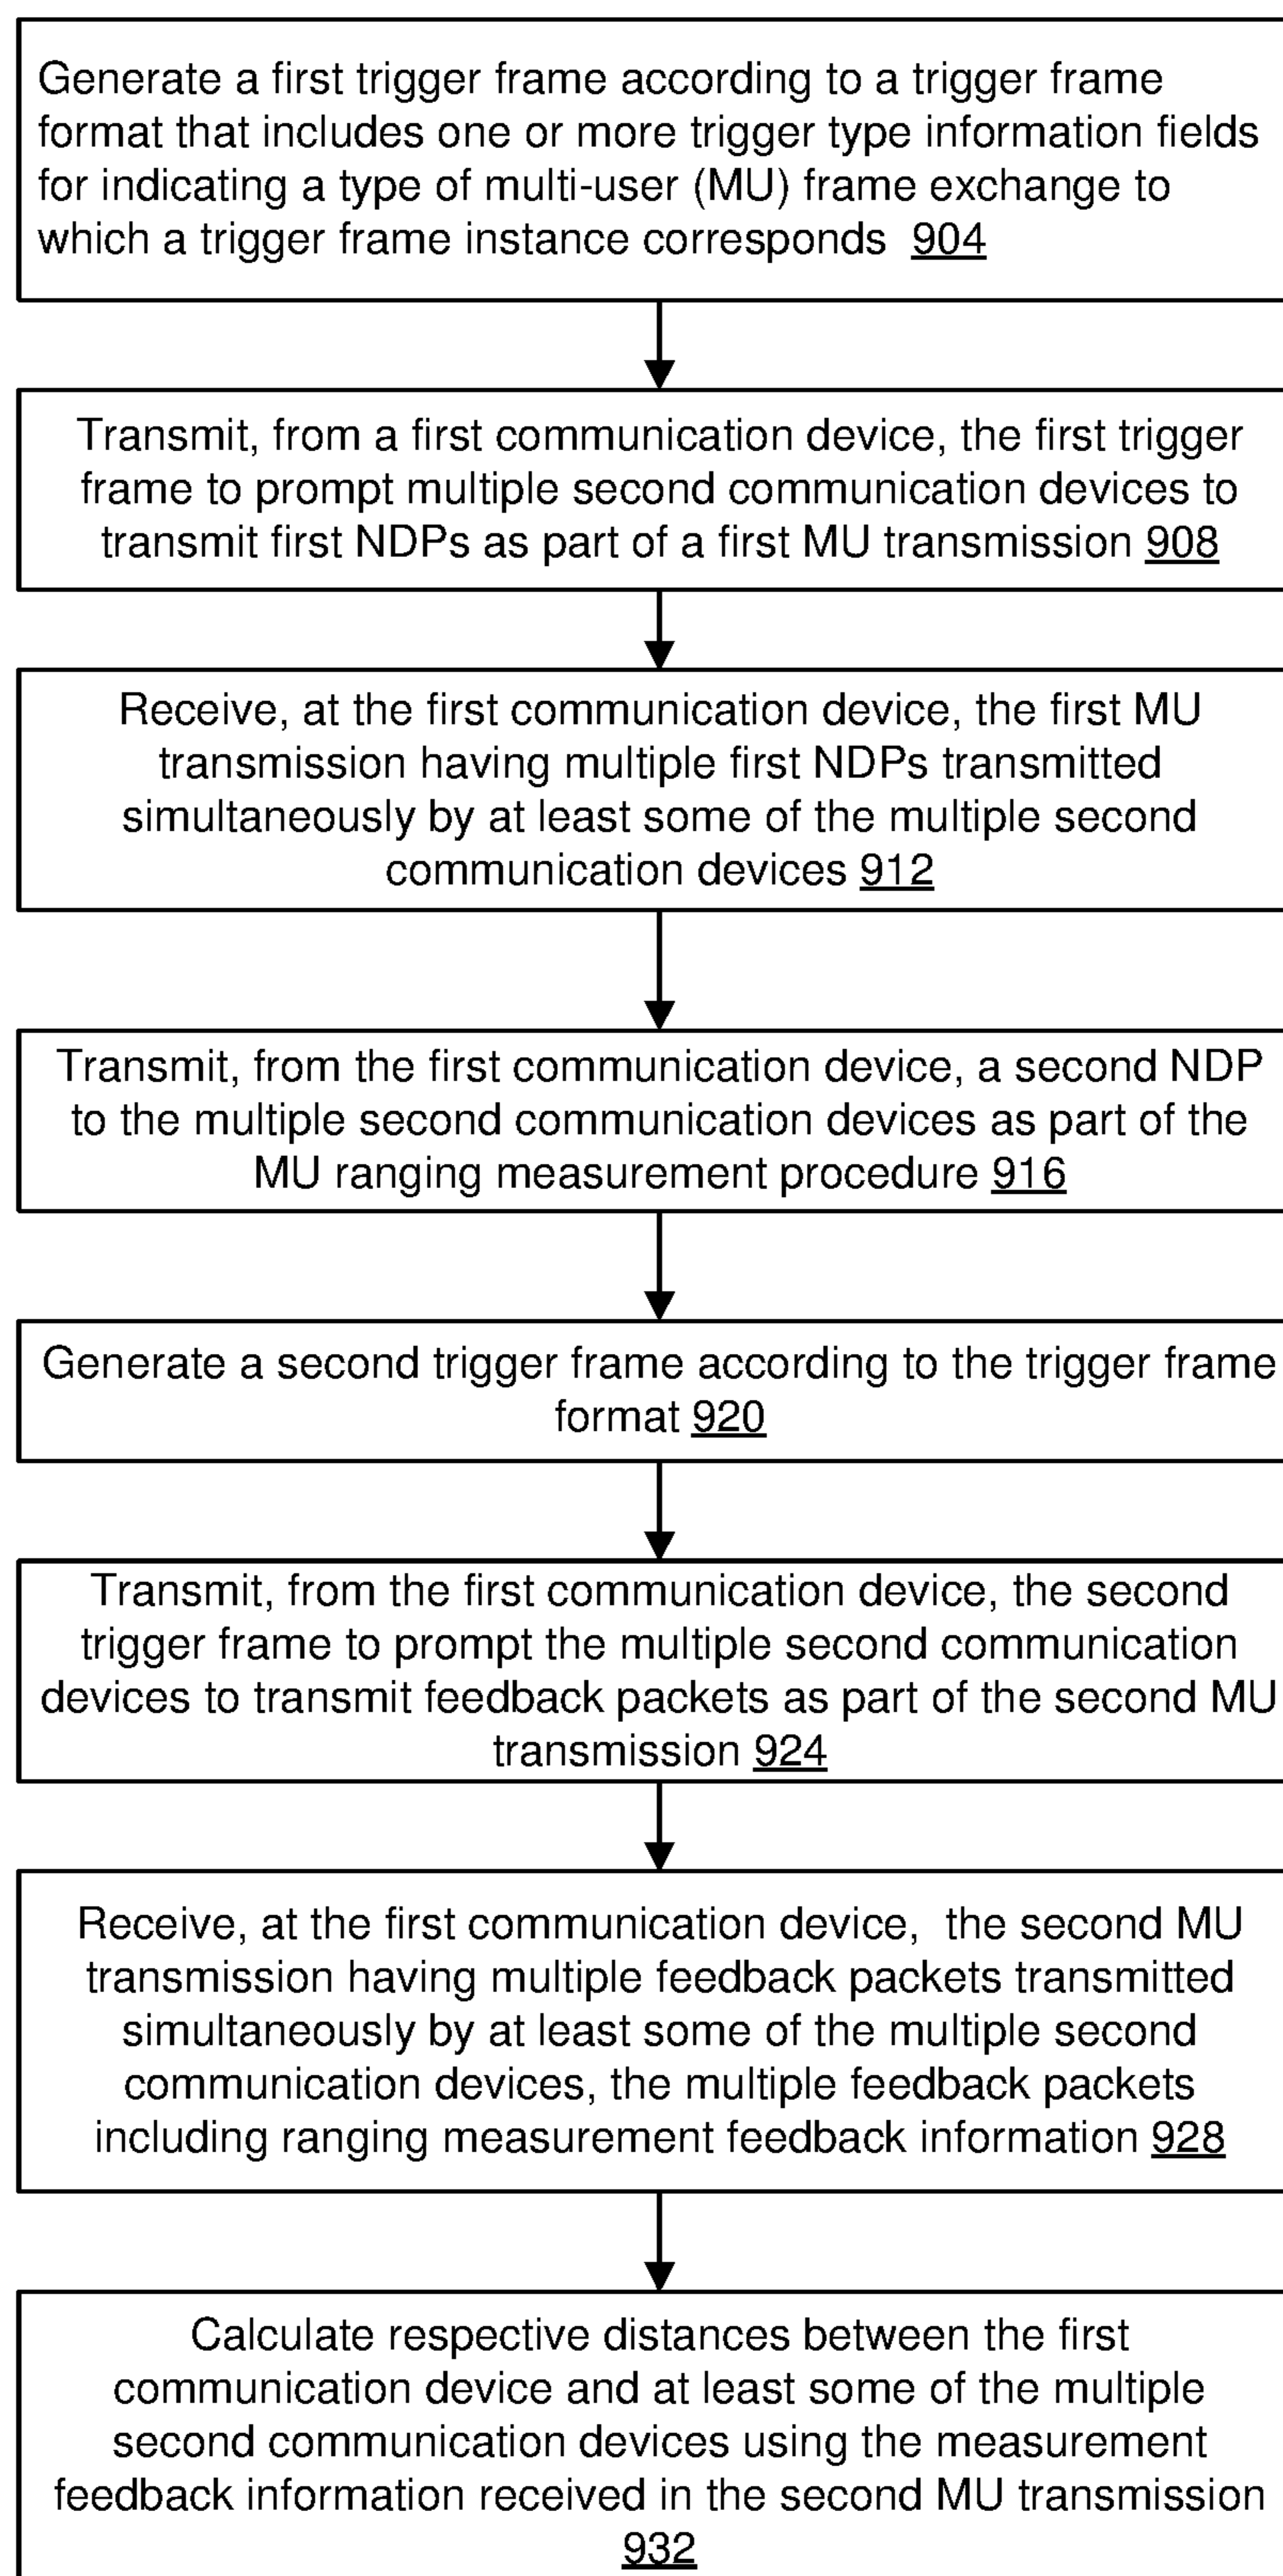 Generate a first trigger frame according to a trigger frame
format that includes one or more trigger type information fields
for indicating a type of multi-user (MU) frame exchange to
which a trigger frame instance corresponds 904
Transmit, from a first communication device, the first trigger
frame to prompt multiple second communication devices to
transmit first NDPs as part of a first MU transmission 908
Receive, at the first communication device, the first MU
transmission having multiple first NDPs transmitted
simultaneously by at least some of the multiple second
communication devices 912
Transmit, from the first communication device, a second NDP
to the multiple second communication devices as part of the
MU ranging measurement procedure 916
Generate a second trigger frame according to the trigger frame
format 920
Transmit, from the first communication device, the second
trigger frame to prompt the multiple second communication
devices to transmit feedback packets as part of the second MU
transmission 924
Receive, at the first communication device, the second MU
transmission having multiple feedback packets transmitted
simultaneously by at least some of the multiple second
communication devices, the multiple feedback packets
including ranging measurement feedback information 928
Calculate respective distances between the first
communication device and at least some of the multiple
second communication devices using the measurement
feedback information received in the second MU transmission
932